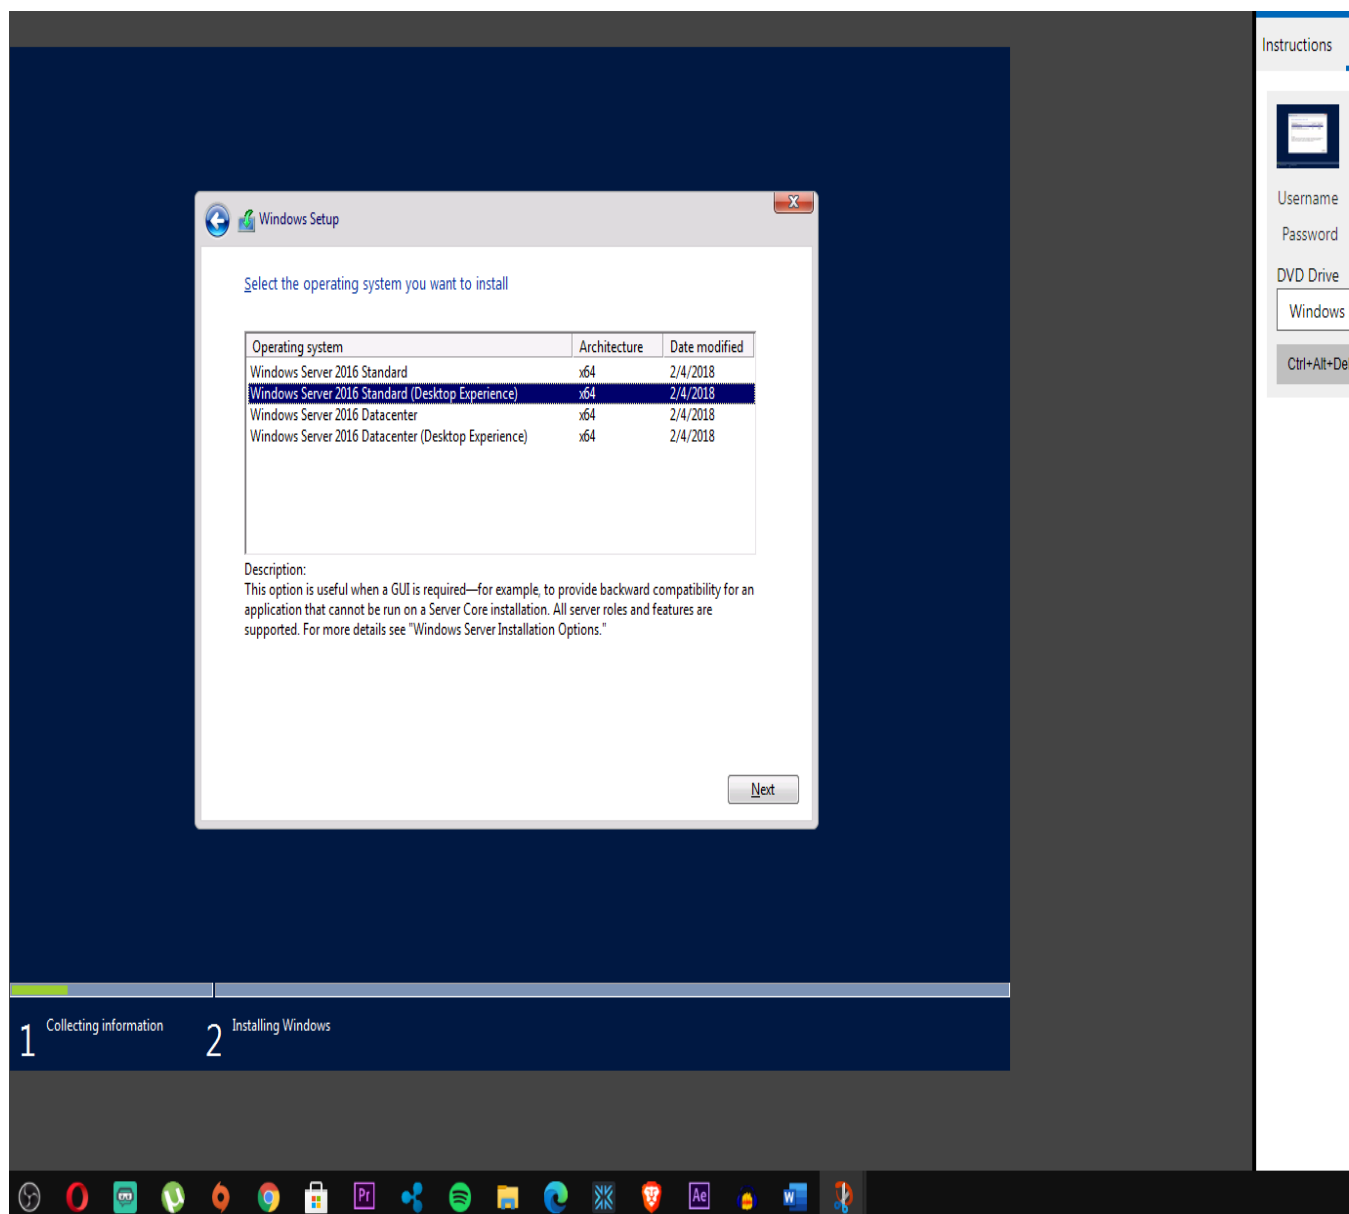 Instructions
Username
Password
DVD Drive
Windows
Ctrl+Alt+De
Windows Setup
Select the operating system you want to install
Operating system Architecture Date modified
Windows Server 2016 Standard x64 2/4/2018
Windows Server 2016 Standard (Desktop Experience) x64 2/4/2018
Windows Server 2016 Datacenter x64 2/4/2018
Windows Server 2016 Datacenter (Desktop Experience) x64 2/4/2018
Description:
This option is useful when a GUI is required—for example, to provide backward compatibility for an
application that cannot be run on a Server Core installation. All server roles and features are
supported. For more details see "Windows Server Installation Options."
Next
1 Collecting information 2 Installing Windows
Pr Ae W